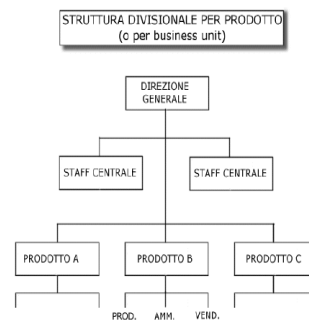 STRUTTURA DIVISIONALE PER PRODOTTO
(o per business unit)
DIREZIONE
GENERALE
STAFF CENTRALE
STAFF CENTRALE
PRODOTTO A
PRODOTTO B
PRODOTTO C
PROD. AMM. VEND.